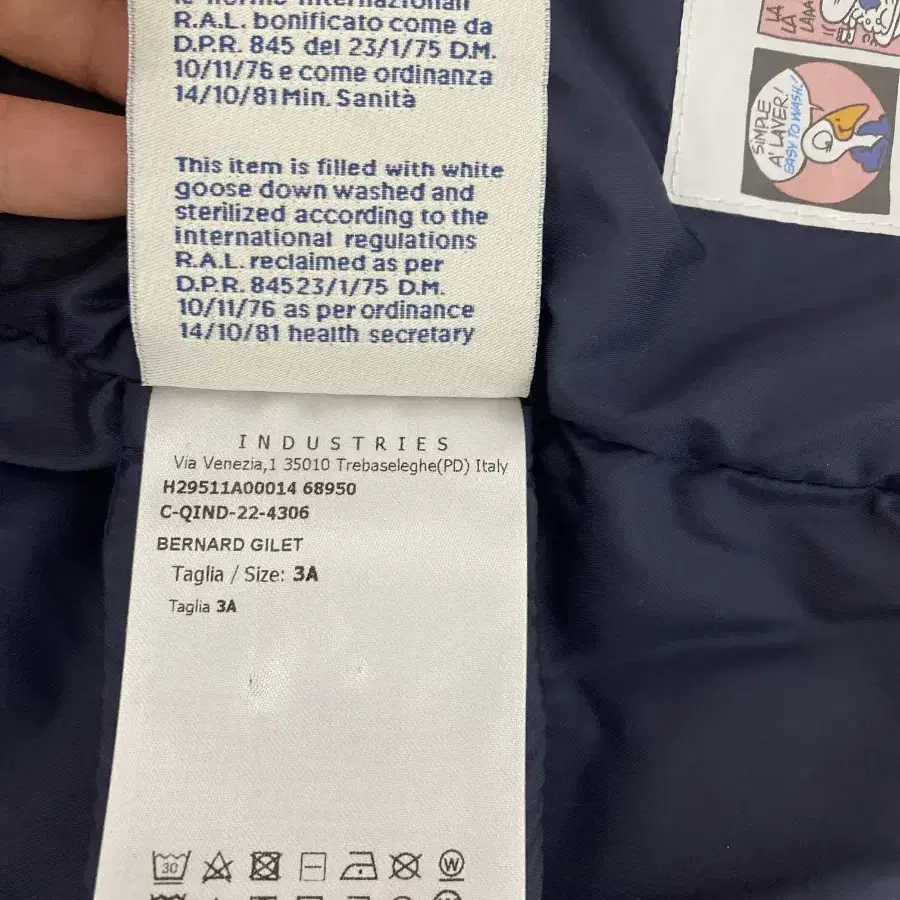 R.A.L. bonificato come da
D.P.R. 845 del 23/1/75 D.M.
10/11/76 e come ordinanza
14/10/81 Min. Sanità
This item is filled with white
goose down washed and
sterilized according to the
international regulations
R.A.L. reclaimed as per
D.P.R. 84523/1/75 D.M.
10/11/76 as per ordinance
14/10/81 health secretary
INDUSTRIES
Via Venezia,1 35010 Trebaseleghe(PD) Italy
H29511A00014 68950
C-QIND-22-4306
BERNARD GILET
Taglia / Size: 3A
Taglia 3A
30
W
LA
LA
LAAA
SIMPLE
A' LAVER!
EASY TO WASH!